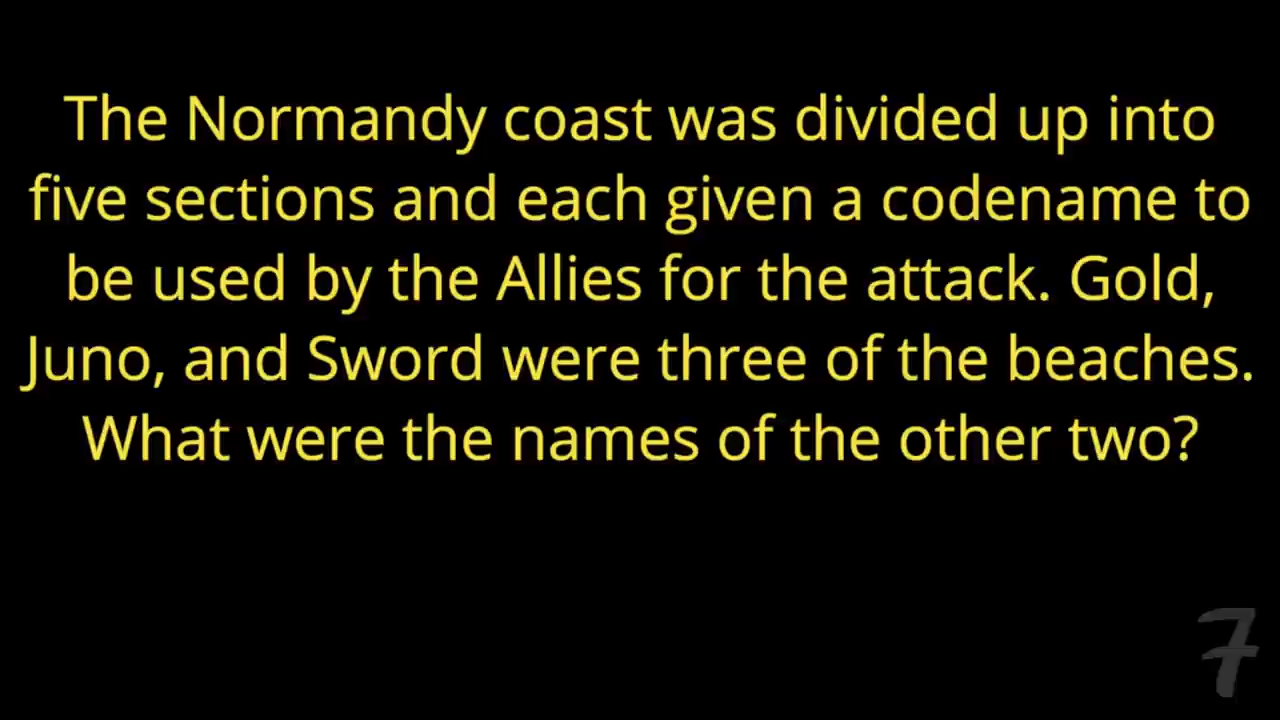 The Normandy coast was divided up into
five sections and each given a codename to
be used by the Allies for the attack. Gold,
Juno, and Sword were three of the beaches.
What were the names of the other two?
7